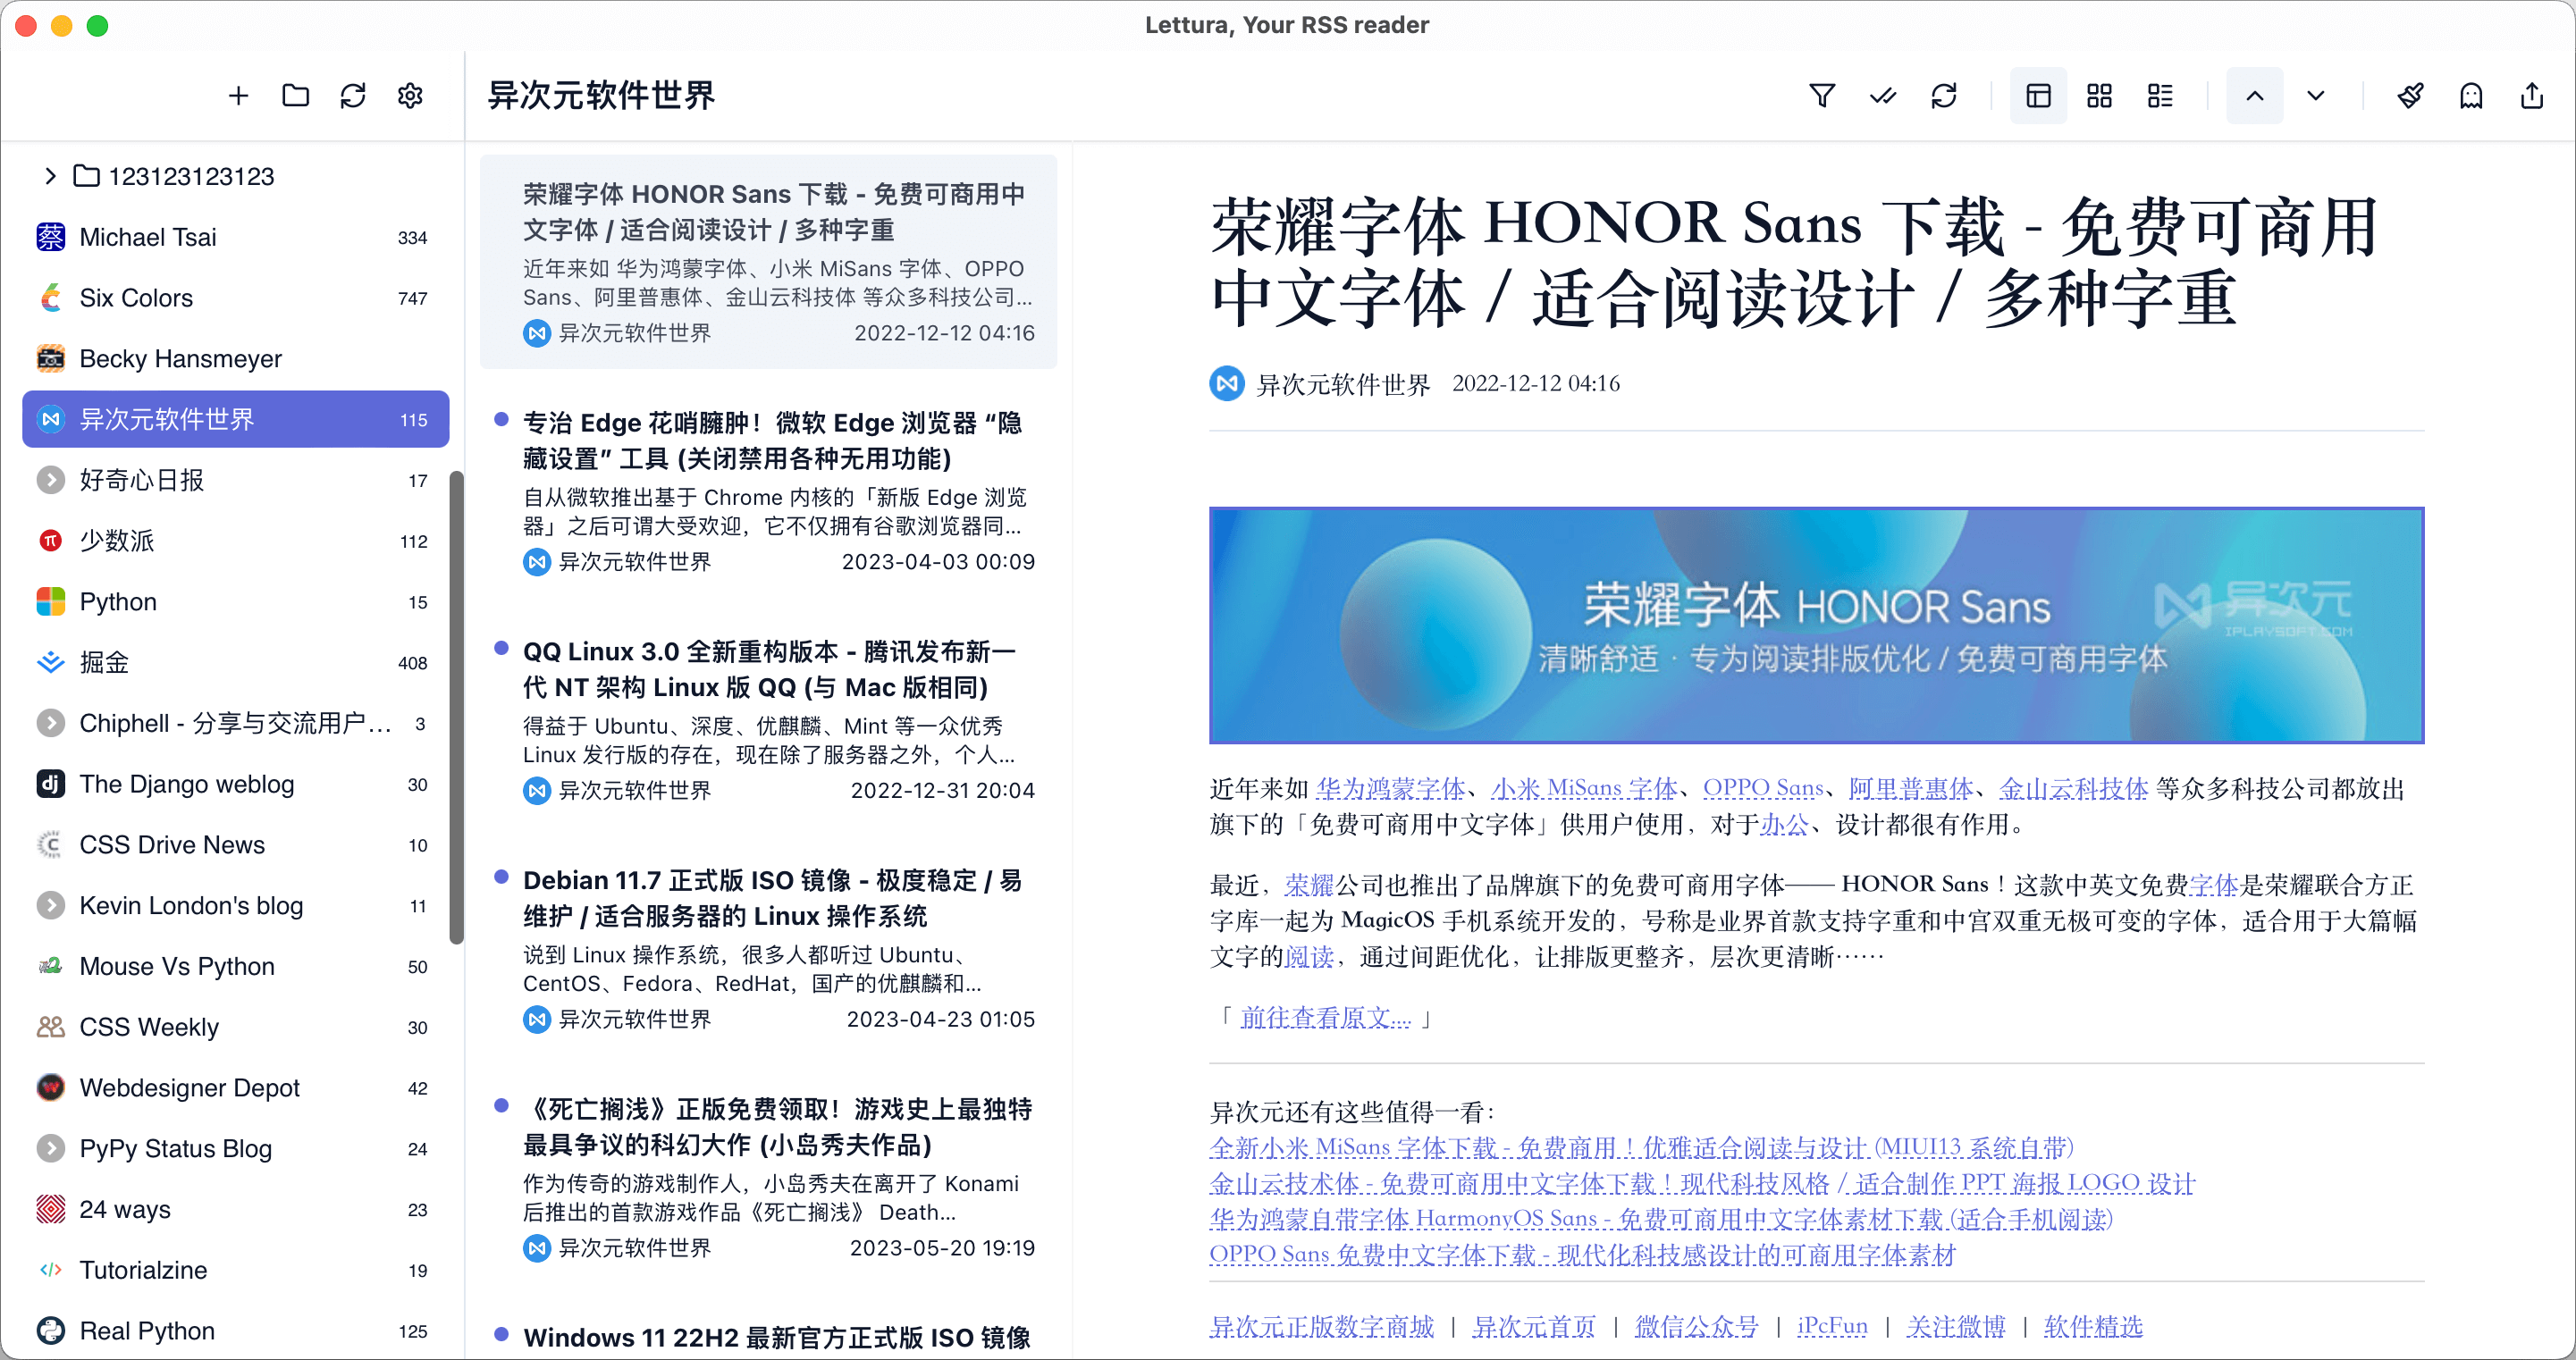 Lettura, Your RSS reader
异次元软件世界
123123123123
Michael Tsai 334
Six Colors 747
Becky Hansmeyer
异次元软件世界 115
好奇心日报 17
少数派 112
Python 15
掘金 408
Chiphell - 分享与交流用户... 3
The Django weblog 30
CSS Drive News 10
Kevin London's blog 11
Mouse Vs Python 50
CSS Weekly 30
Webdesigner Depot 42
PyPy Status Blog 24
24 ways 23
Tutorialzine 19
Real Python 125
荣耀字体 HONOR Sans 下载 - 免费可商用中
文字体 / 适合阅读设计 / 多种字重
近年来如 华为鸿蒙字体、小米 MiSans 字体、OPPO
Sans、阿里普惠体、金山云科技体 等众多科技公司...
异次元软件世界 2022-12-12 04:16
专治 Edge 花哨臃肿！微软 Edge 浏览器 “隐
藏设置” 工具 (关闭禁用各种无用功能)
自从微软推出基于 Chrome 内核的「新版 Edge 浏览
器」之后可谓大受欢迎，它不仅拥有谷歌浏览器同...
异次元软件世界 2023-04-03 00:09
QQ Linux 3.0 全新重构版本 - 腾讯发布新一
代 NT 架构 Linux 版 QQ (与 Mac 版相同)
得益于 Ubuntu、深度、优麒麟、Mint 等一众优秀
Linux 发行版的存在，现在除了服务器之外，个人...
异次元软件世界 2022-12-31 20:04
Debian 11.7 正式版 ISO 镜像 - 极度稳定 / 易
维护 / 适合服务器的 Linux 操作系统
说到 Linux 操作系统，很多人都听过 Ubuntu、
CentOS、Fedora、RedHat，国产的优麒麟和...
异次元软件世界 2023-04-23 01:05
《死亡搁浅》正版免费领取！游戏史上最独特
最具争议的科幻大作 (小岛秀夫作品)
作为传奇的游戏制作人，小岛秀夫在离开了 Konami
后推出的首款游戏作品《死亡搁浅》 Death...
异次元软件世界 2023-05-20 19:19
Windows 11 22H2 最新官方正式版 ISO 镜像
荣耀字体 HONOR Sans 下载 - 免费可商用
中文字体 / 适合阅读设计 / 多种字重
异次元软件世界 2022-12-12 04:16
荣耀字体 HONOR Sans
清晰舒适 · 专为阅读排版优化 / 免费可商用字体
异次元
IPLAYSOFT.COM
近年来如 华为鸿蒙字体、小米 MiSans 字体、OPPO Sans、阿里普惠体、金山云科技体 等众多科技公司都放出
旗下的「免费可商用中文字体」供用户使用，对于办公、设计都很有作用。
最近，荣耀公司也推出了品牌旗下的免费可商用字体—— HONOR Sans！这款中英文免费字体是荣耀联合方正
字库一起为 MagicOS 手机系统开发的，号称是业界首款支持字重和中宫双重无极可变的字体，适合用于大篇幅
文字的阅读，通过间距优化，让排版更整齐，层次更清晰……
「 前往查看原文.... 」
异次元还有这些值得一看：
全新小米 MiSans 字体下载 - 免费商用！优雅适合阅读与设计 (MIUI13 系统自带)
金山云技术体 - 免费可商用中文字体下载！现代科技风格 / 适合制作 PPT 海报 LOGO 设计
华为鸿蒙自带字体 HarmonyOS Sans - 免费可商用中文字体素材下载 (适合手机阅读)
OPPO Sans 免费中文字体下载 - 现代化科技感设计的可商用字体素材
异次元正版数字商城 | 异次元首页 | 微信公众号 | iPcFun | 关注微博 | 软件精选